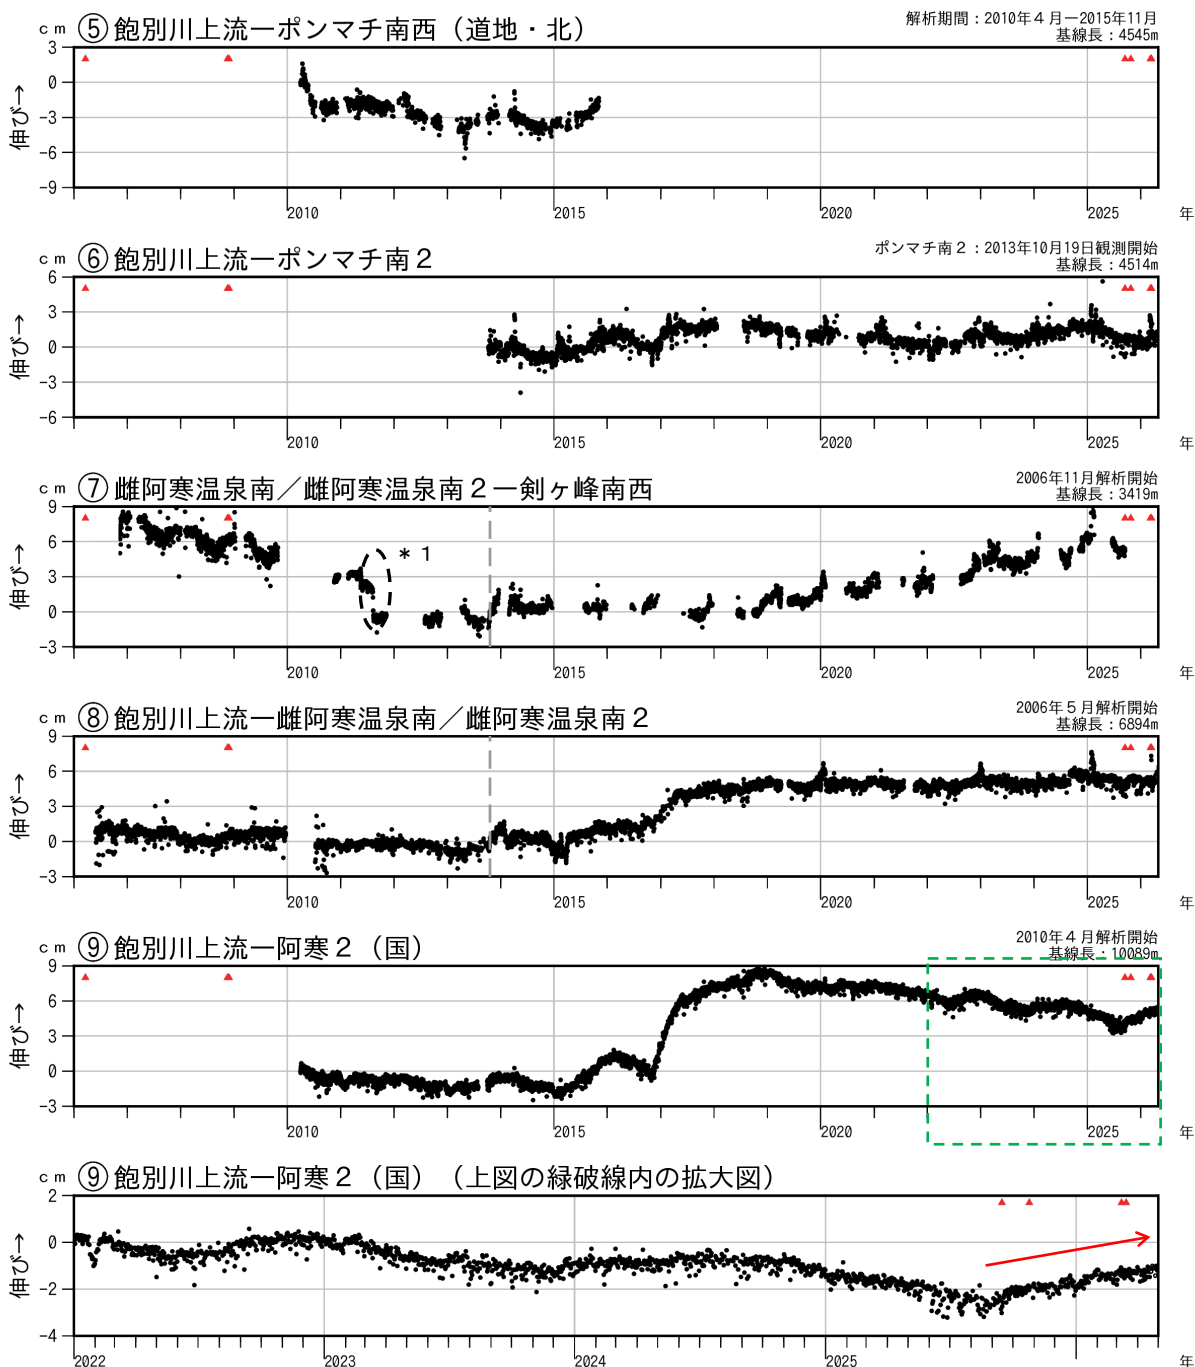 cm ⑤飽別川上流ーポンマチ南西（道地・北） 解析期間：2010年４月ー2015年11月
基線長：4545m
3
0
-3
-6
-9
伸び→
2010 2015 2020 2025 年
cm ⑥飽別川上流ーポンマチ南２ ポンマチ南２：2013年10月19日観測開始
基線長：4514m
6
3
0
-3
-6
伸び→
2010 2015 2020 2025 年
cm ⑦雌阿寒温泉南／雌阿寒温泉南２ー剣ヶ峰南西 2006年11月解析開始
基線長：3419m
9
6
3
0
-3
伸び→
＊1
2010 2015 2020 2025 年
cm ⑧飽別川上流ー雌阿寒温泉南／雌阿寒温泉南２ 2006年５月解析開始
基線長：6894m
9
6
3
0
-3
伸び→
2010 2015 2020 2025 年
cm ⑨飽別川上流ー阿寒２（国） 2010年４月解析開始
基線長：10089m
9
6
3
0
-3
伸び→
2010 2015 2020 2025 年
cm ⑨飽別川上流ー阿寒２（国）（上図の緑破線内の拡大図）
2
0
-2
-4
伸び→
2022 2023 2024 2025 年